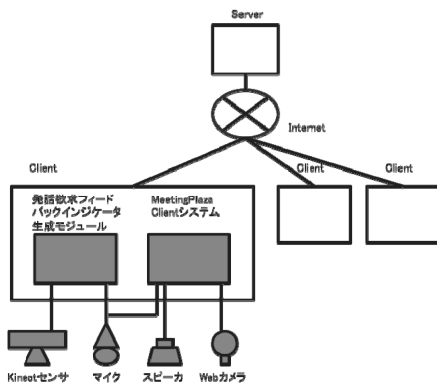 Server
Internet
Client
Client
Client
発話欲求フィード
バックインジケータ
生成モジュール
MeetingPlaza
Clientシステム
Kinectセンサ
マイク
スピーカ
Webカメラ